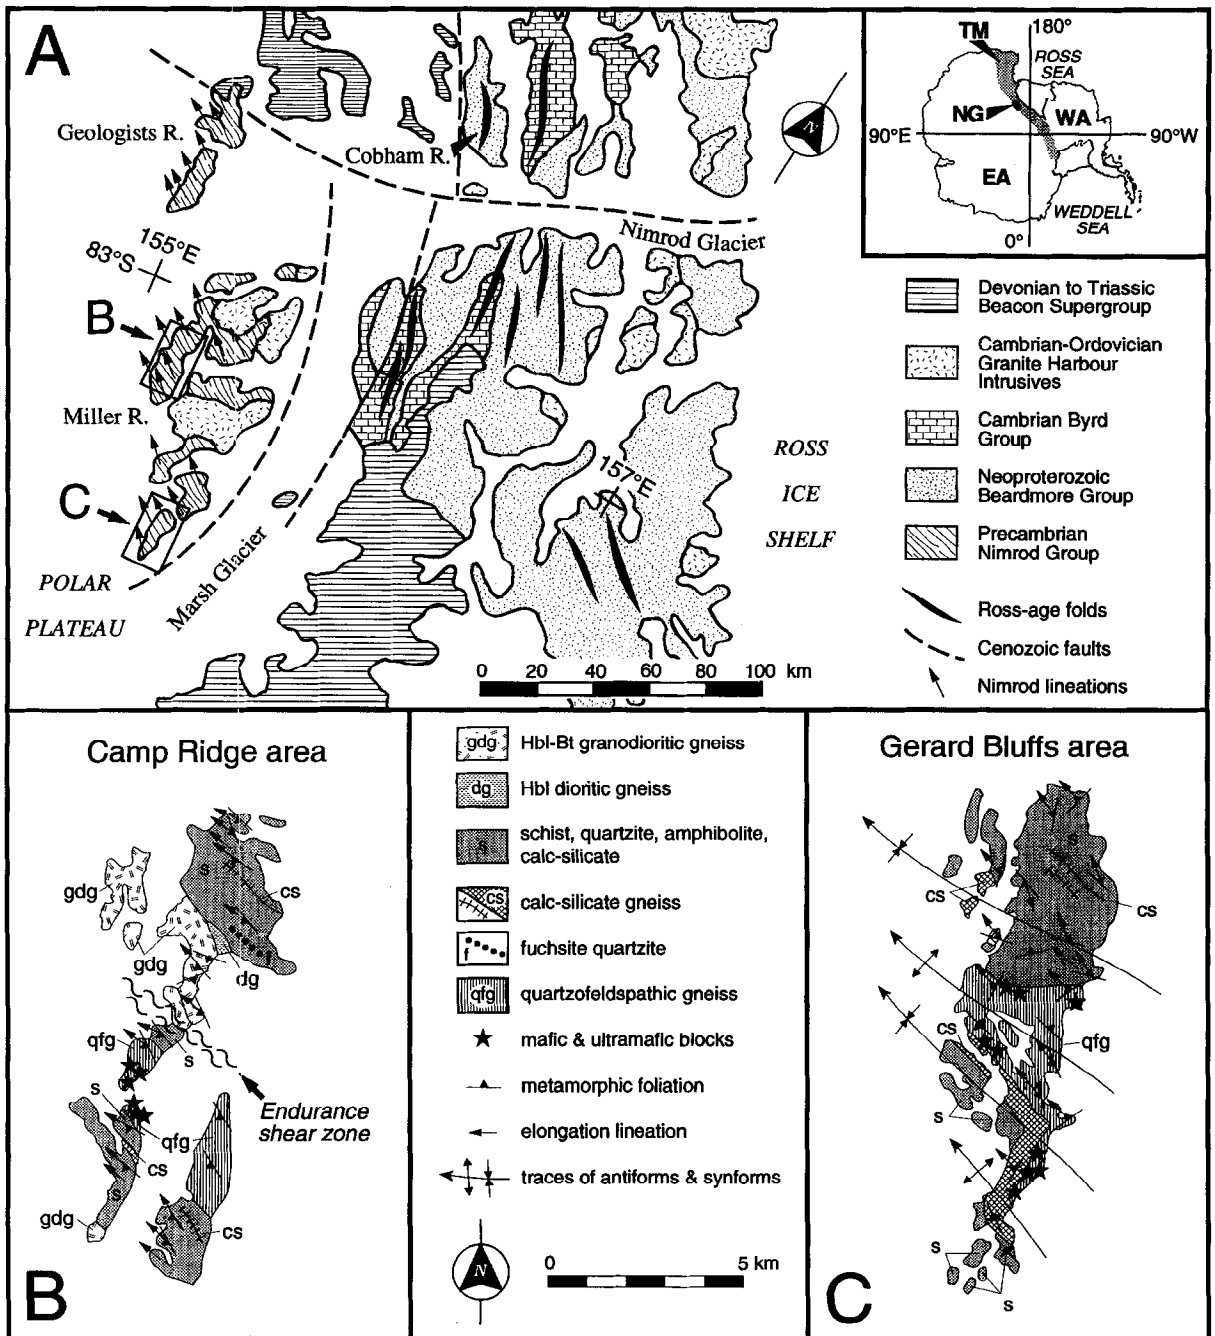 A
Geologists R.
Cobham R.
N
83°S
155°E
B
Nimrod Glacier
Miller R.
C
157°E
ROSS
ICE
SHELF
POLAR
PLATEAU
Marsh Glacier
0 20 40 60 80 100 km
TM
180°
ROSS
SEA
NG
WA
90°E
90°W
EA
WEDDELL
SEA
0°
Devonian to Triassic
Beacon Supergroup
Cambrian-Ordovician
Granite Harbour
Intrusives
Cambrian Byrd
Group
Neoproterozoic
Beardmore Group
Precambrian
Nimrod Group
Ross-age folds
Cenozoic faults
Nimrod lineations
Camp Ridge area
s
gdg
cs
f
gdg
dg
qfg
s
s
Endurance
shear zone
qfg
cs
s
gdg
cs
B
gdg Hbl-Bt granodioritic gneiss
dg Hbl dioritic gneiss
s schist, quartzite, amphibolite,
calc-silicate
cs calc-silicate gneiss
f fuchsite quartzite
qfg quartzofeldspathic gneiss
mafic & ultramafic blocks
metamorphic foliation
elongation lineation
traces of antiforms & synforms
N
0 5 km
Gerard Bluffs area
s
cs
cs
cs
qfg
s
s
s
C